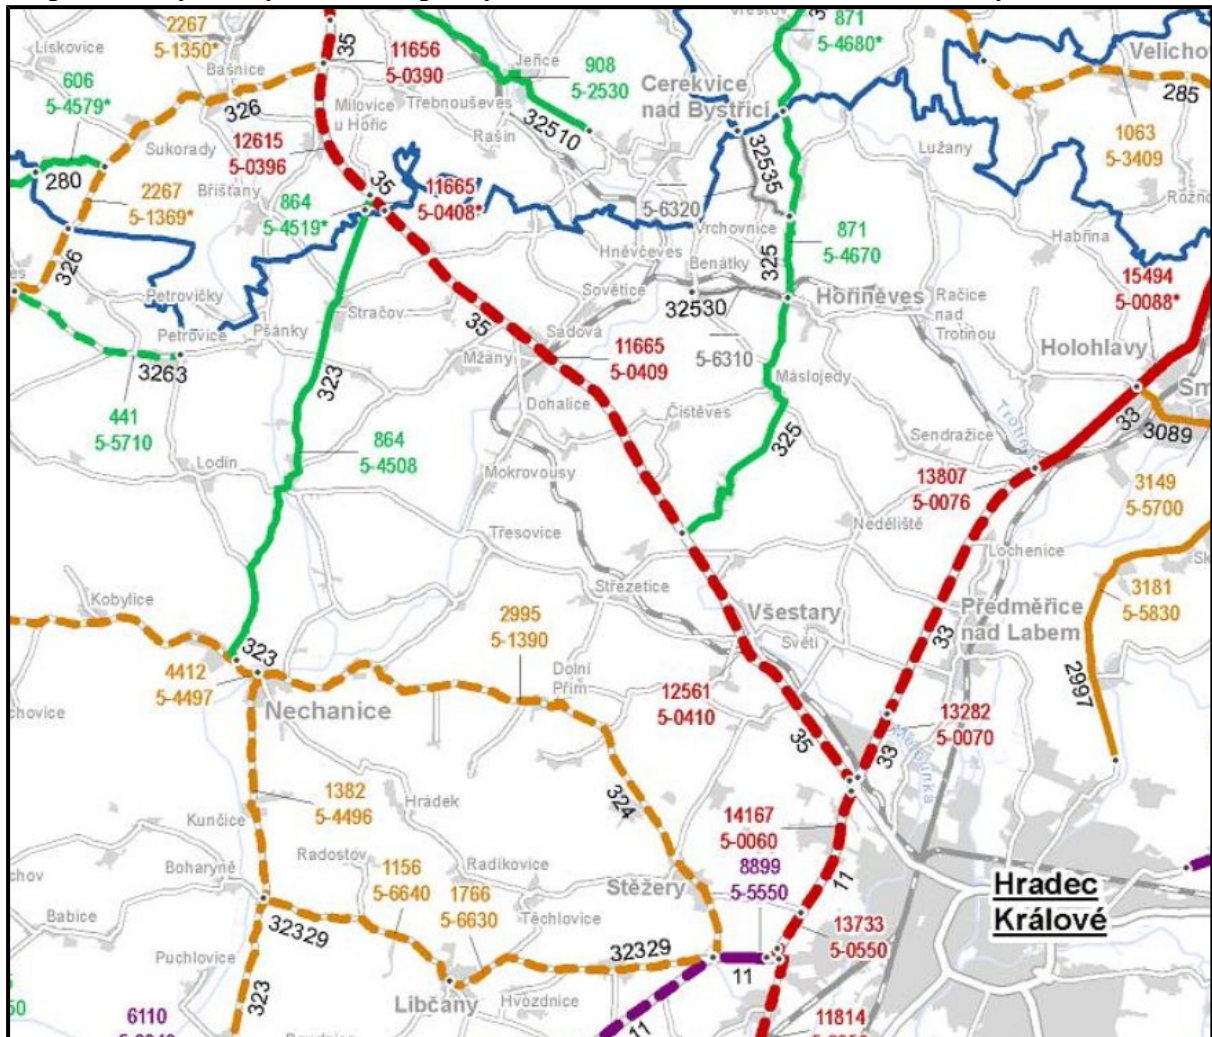 2267
5-1350*
Liskovice
Bašnice
35
11656
5-0390
Jeřice
908
5-2530
871
5-4680*
Velichov
285
606
5-4579*
326
Milovice
u Hořic
Třebnouševes
Rašín
32510
Cerekvice
nad Bystřicí
1063
5-3409
12615
5-0396
Sukorady
280
2267
5-1369*
Bříšťany
864
5-4519*
35
11665
5-0408*
32535
5-6320
Vrchovnice
Lužany
Habřina
326
Hněvčeves
Benátky
325
871
5-4670
15494
5-0088*
Petrovičky
Petrovice
Pšánky
Stračov
Sovětice
Sadová
32530
Hořiněves
Račice
nad
Trotinou
3263
323
35
Mžany
11665
5-0409
5-6310
Holohlavy
Máslojedy
441
5-5710
Dohalice
Čistěves
325
Trotina
33
3089
864
5-4508
Lodín
Mokrovousy
Sendražice
13807
5-0076
3149
5-5700
Třesovice
Neděliště
Lochenice
Kobylice
Střezetice
2995
5-1390
Všestary
Světí
Předměřice
nad Labem
3181
5-5830
33
323
4412
5-4497
Dolní
Přím
12561
5-0410
2997
Nechanice
35
33
13282
5-0070
Melounka
1382
5-4496
Hrádek
324
Kunčice
14167
5-0060
Boharyně
Radostov
1156
5-6640
Radíkovice
1766
5-6630
Stěžery
8899
5-5550
11
Hradec
Králové
Babice
32329
Těchlovice
13733
5-0550
Puchlovice
32329
11
323
Libčany
Hvozdnice
6110
11
11814